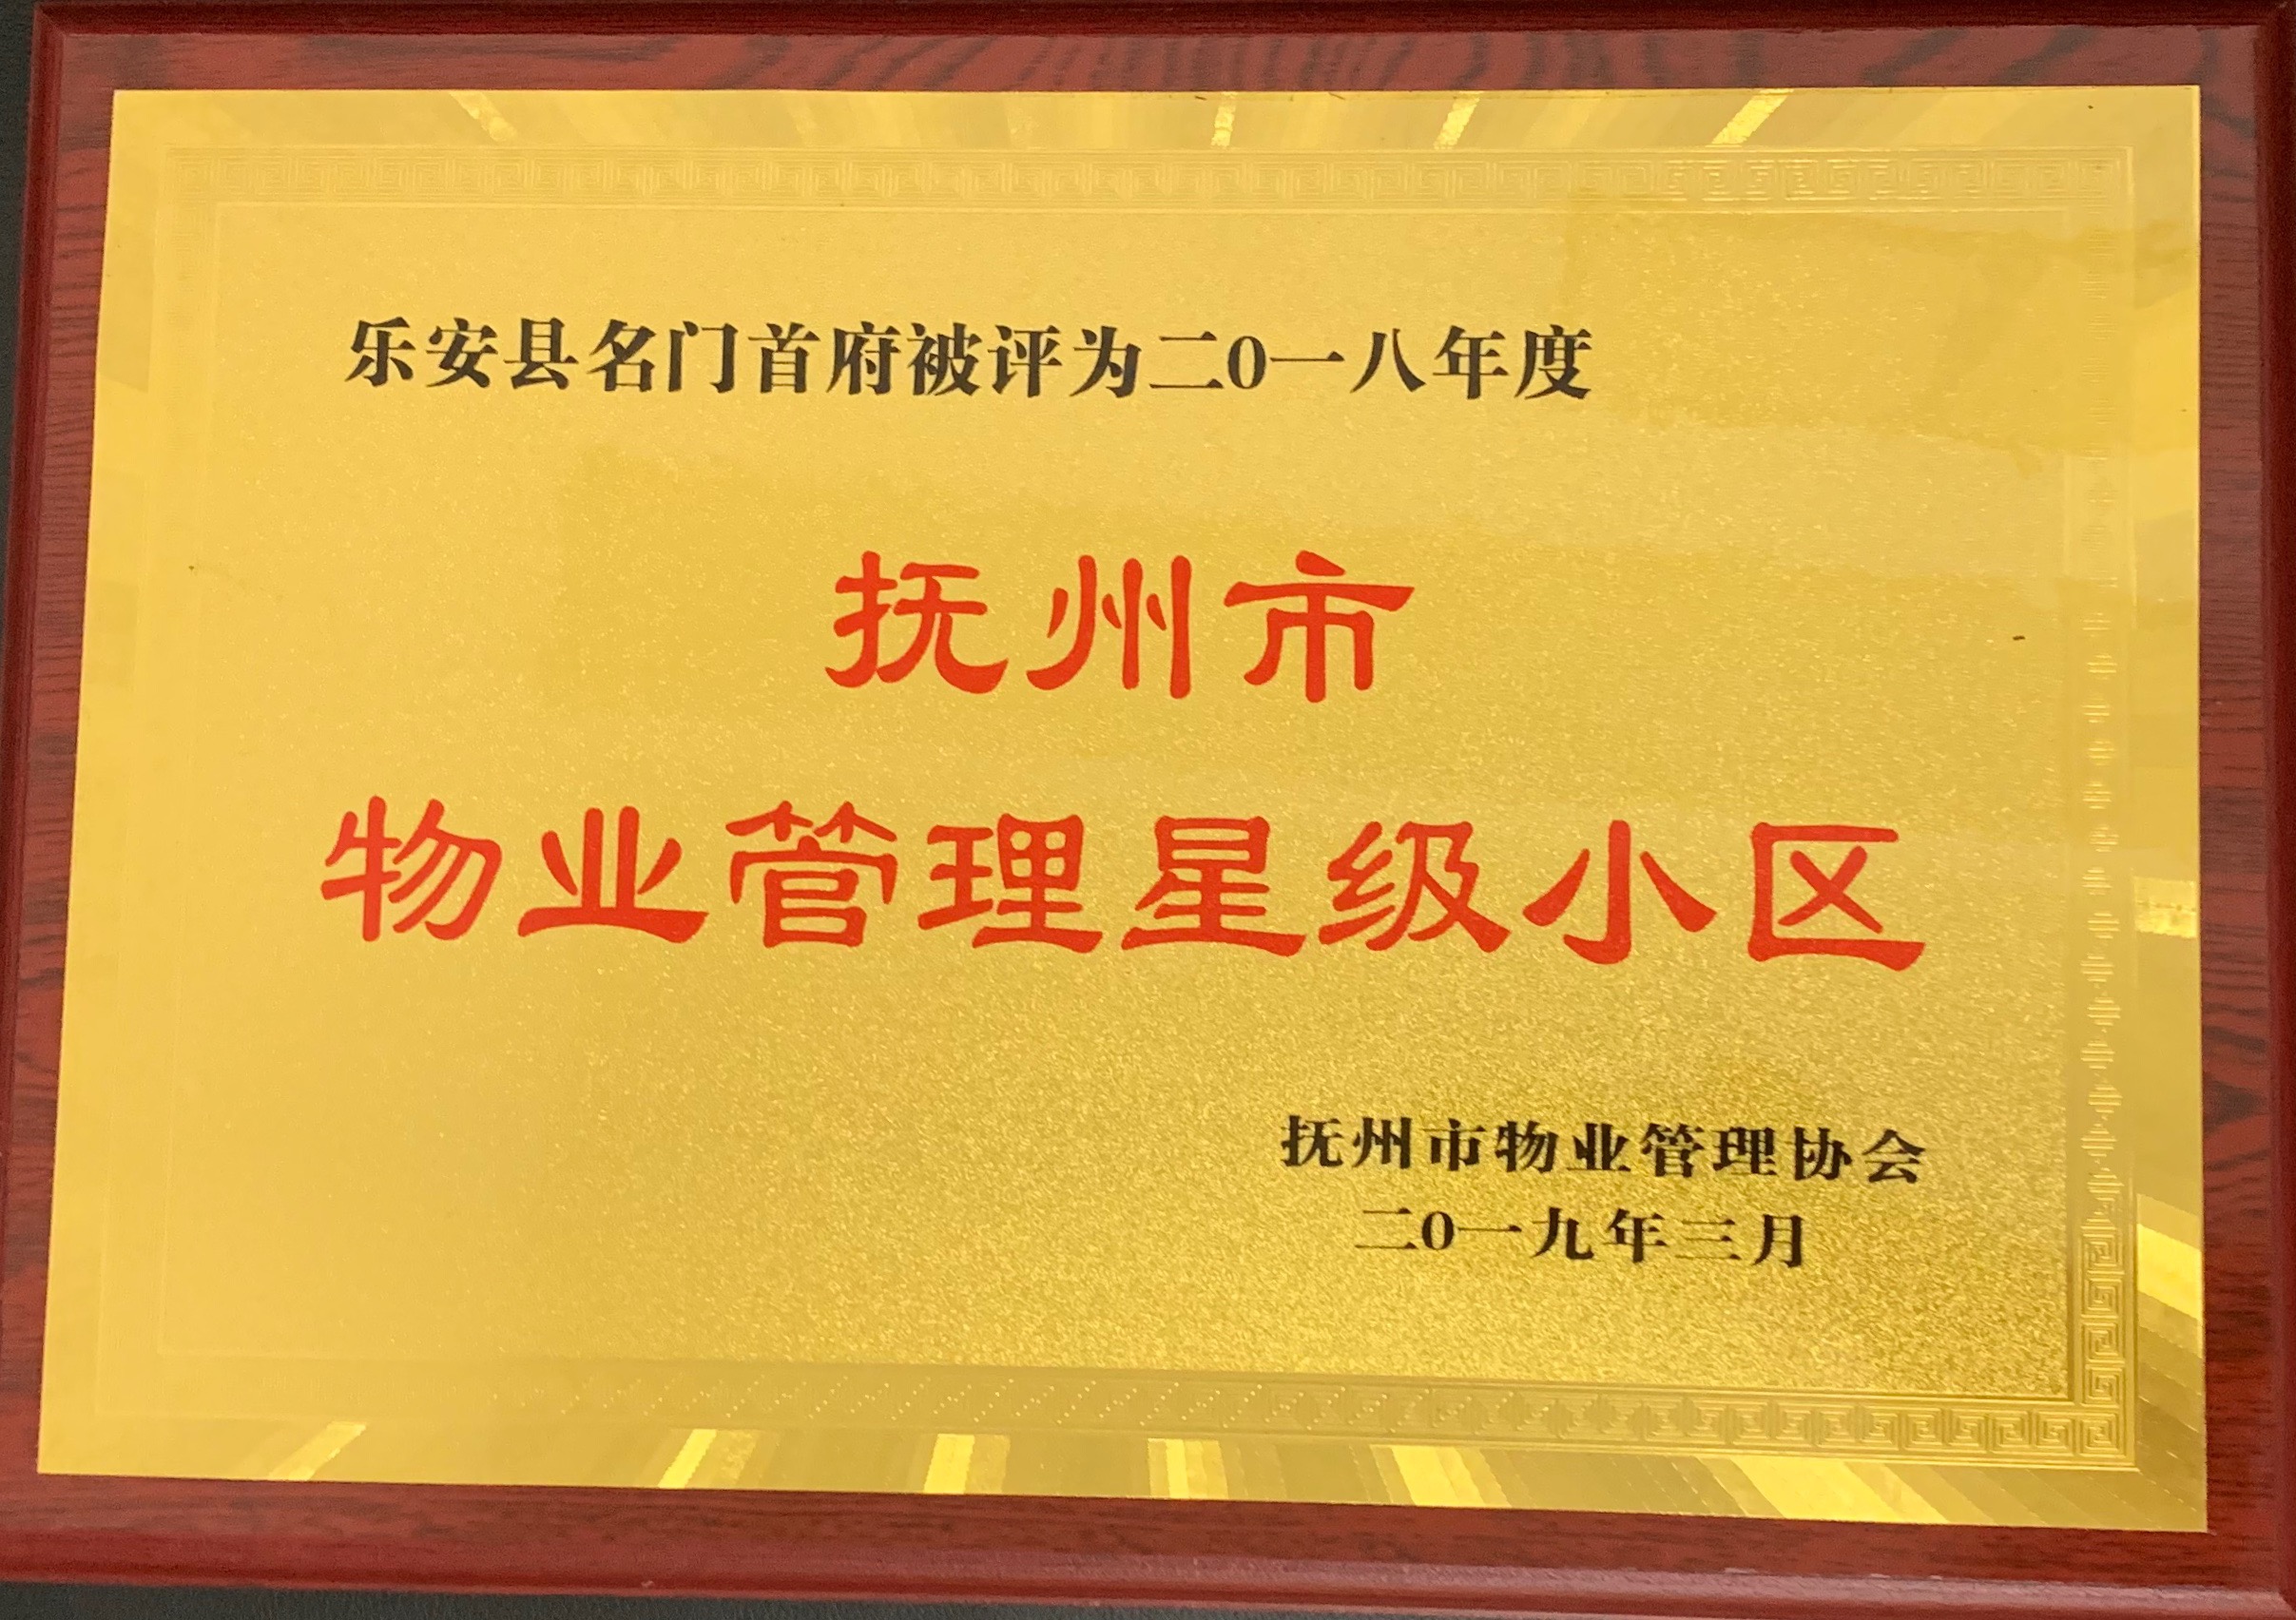 乐安县名门首府被评为二0一八年度
抚州市
物业管理星级小区
抚州市物业管理协会
二0一九年三月